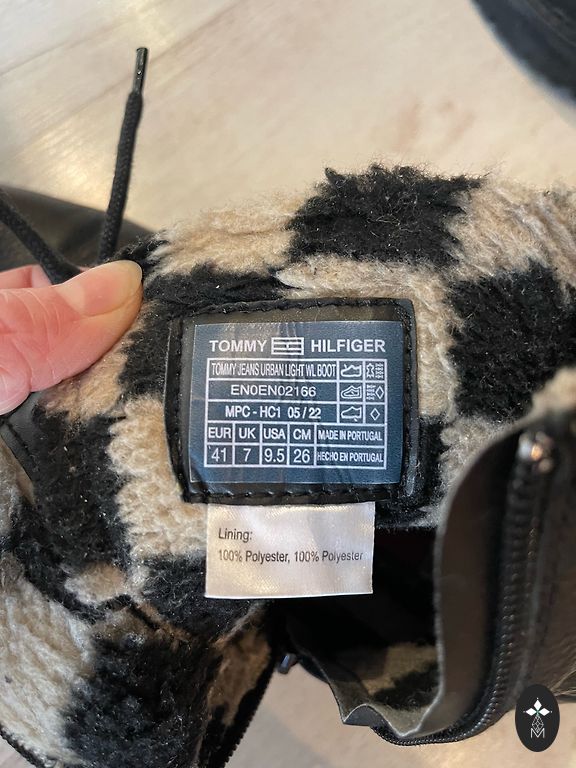 TOMMY HILFIGER
TOMMY JEANS URBAN LIGHT WL BOOT
EN0EN02166
MPC - HC1 05 / 22
EUR UK USA CM MADE IN PORTUGAL
41 7 9.5 26 HECHO EN PORTUGAL
Lining:
100% Polyester, 100% Polyester
M